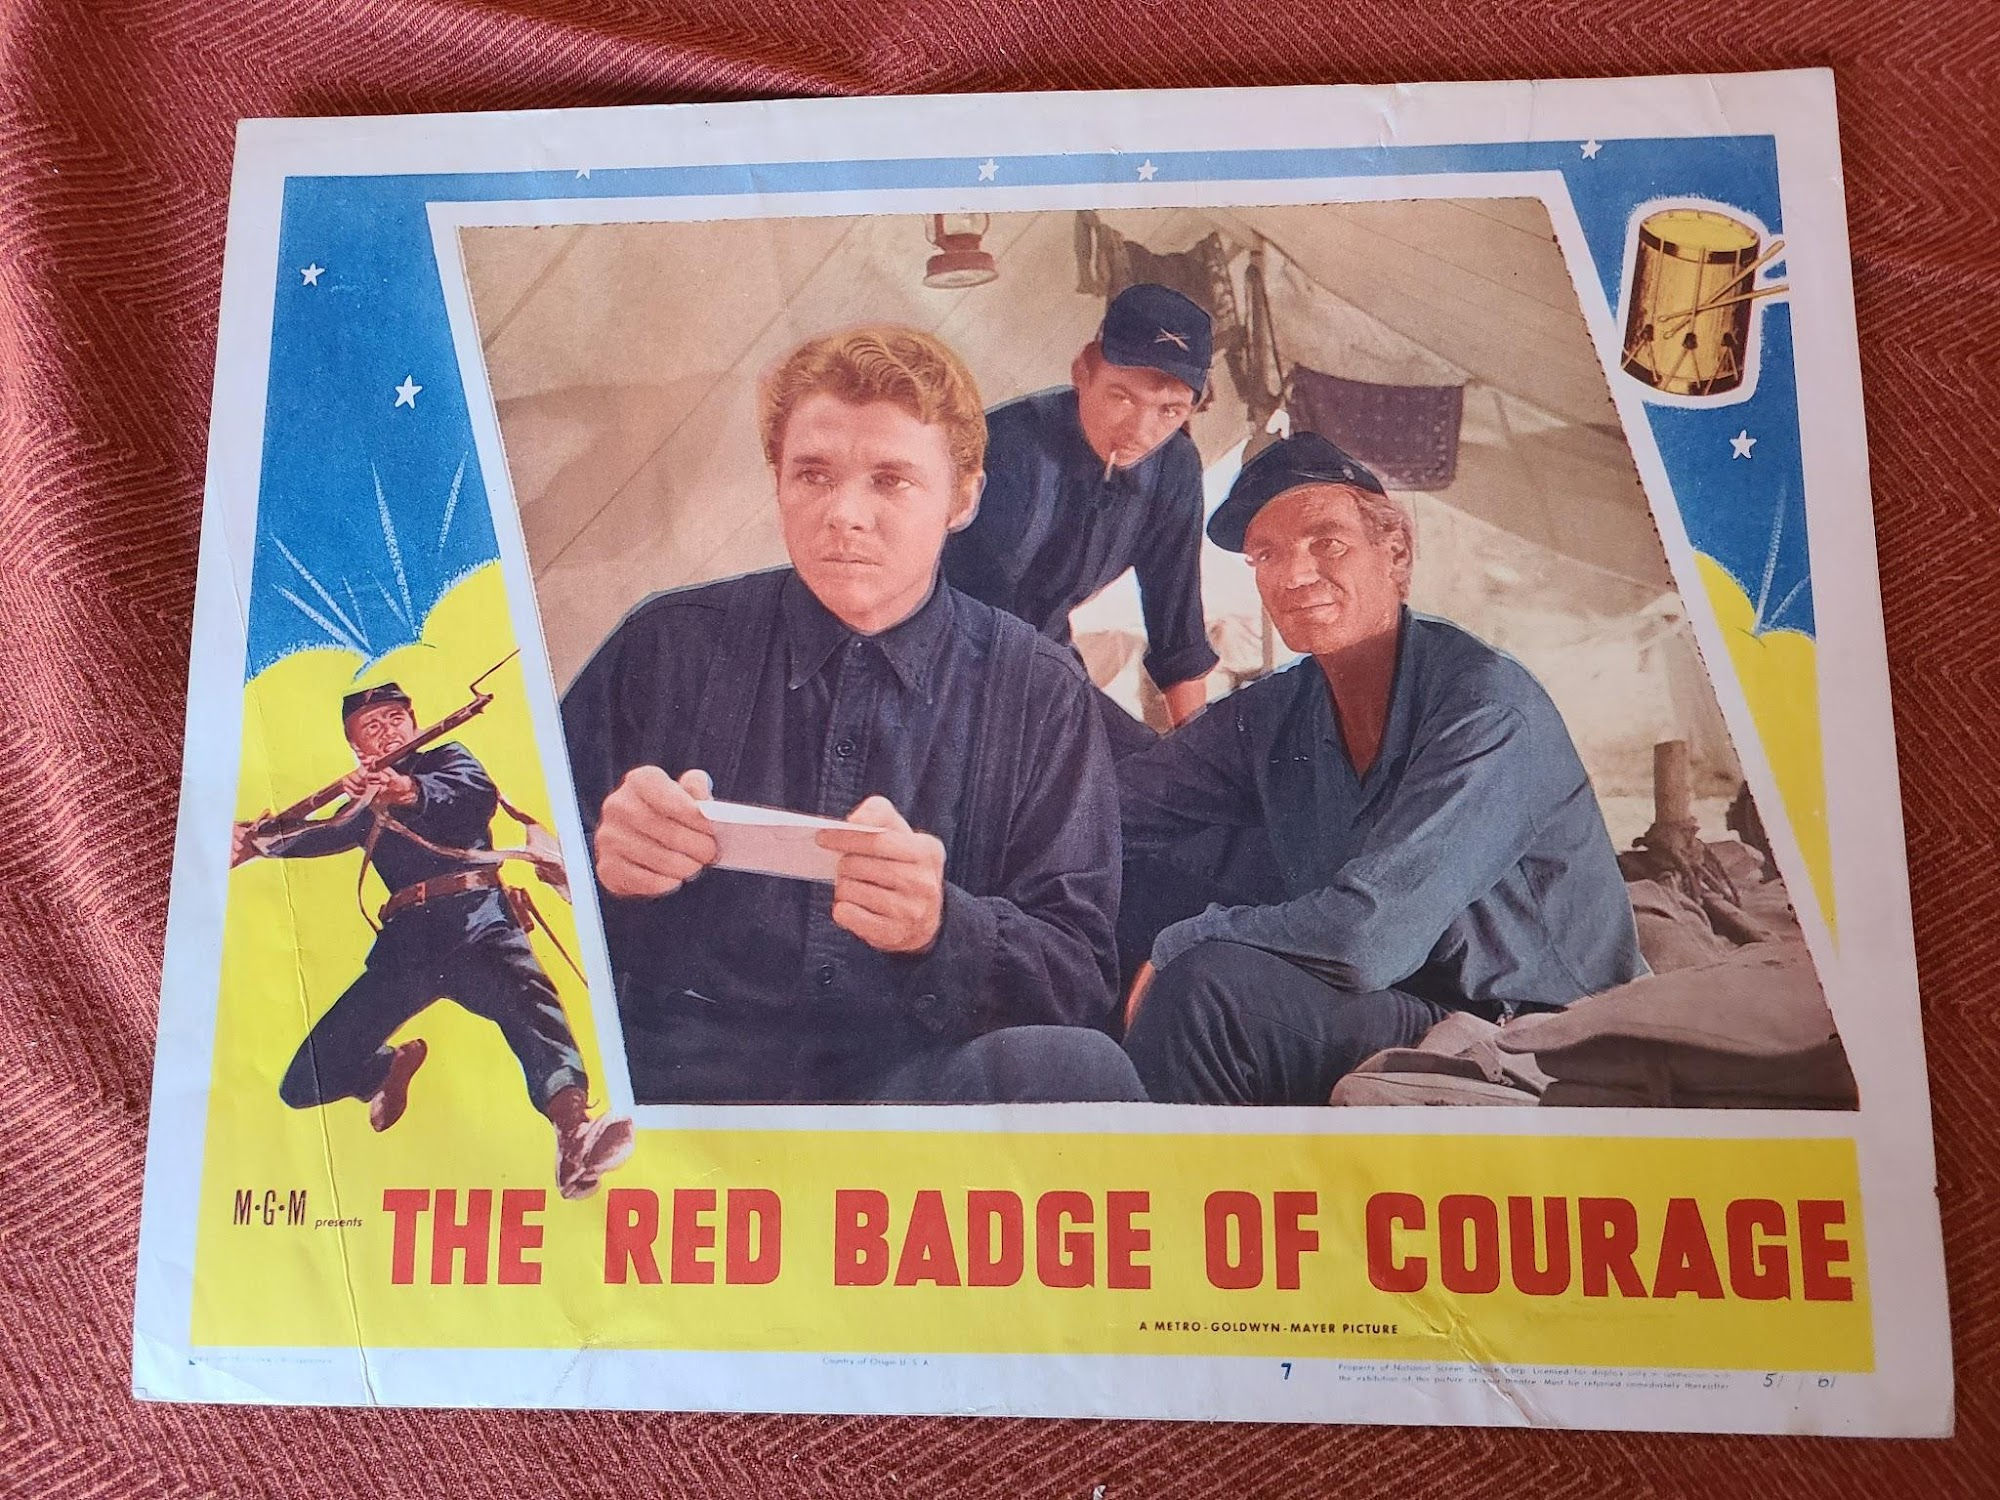 M·G·M presents THE RED BADGE OF COURAGE
A METRO-GOLDWYN-MAYER PICTURE
Country of Origin U. S. A.
7
Property of National Screen Service Corp. Licensed for display only in connection with
the exhibition of this picture at your theatre. Must be returned immediately thereafter.
51